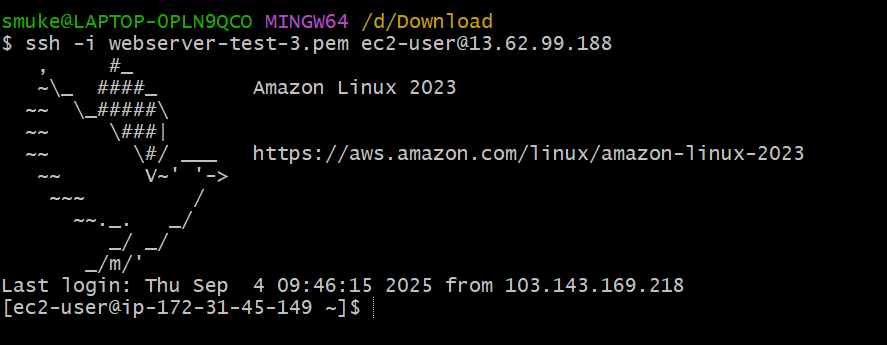 smuke@LAPTOP-OPLN9QCO MINGW64 /d/Download
$ ssh -i webserver-test-3.pem ec2-user@13.62.99.188
   ,     #_
   ~\_  ####_        Amazon Linux 2023
  ~~  \_#####\
  ~~     \###|
  ~~       \#/ ___   https://aws.amazon.com/linux/amazon-linux-2023
   ~~       V~' '->
    ~~~         /
      ~~._.   _/
         _/ _/
       _/m/'
Last login: Thu Sep  4 09:46:15 2025 from 103.143.169.218
[ec2-user@ip-172-31-45-149 ~]$